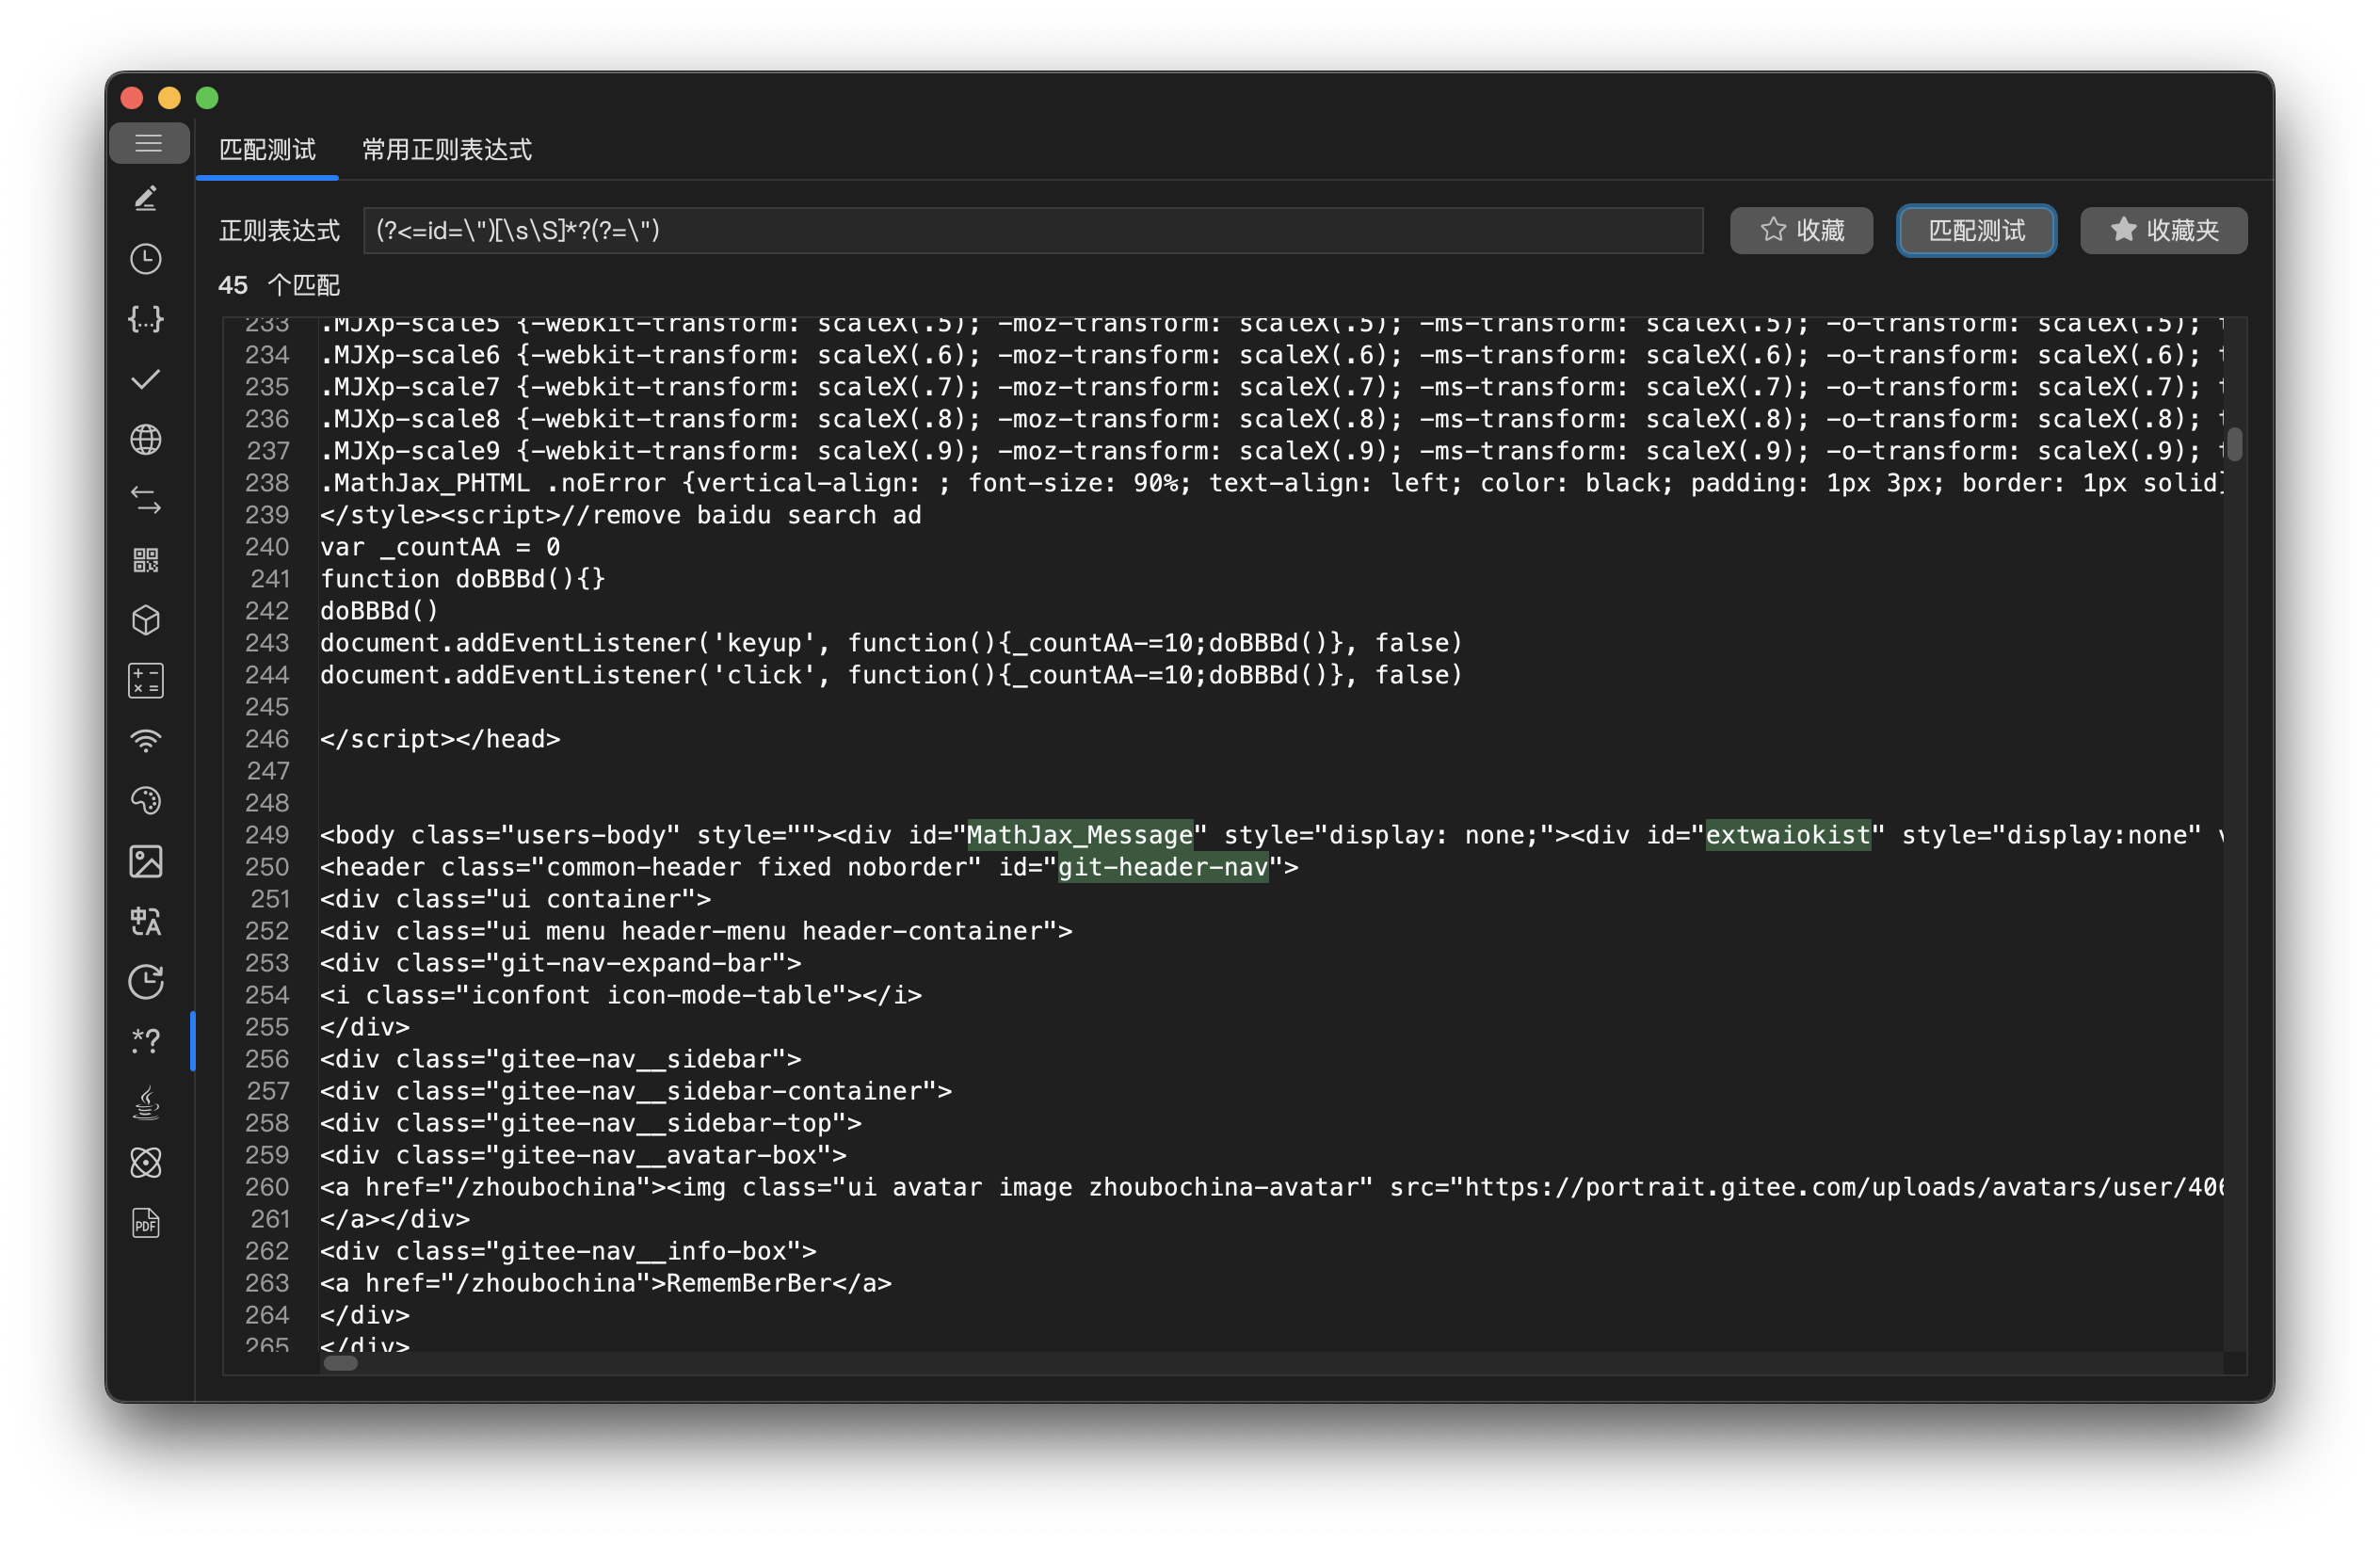 匹配测试 常用正则表达式
正则表达式 (?<=id=\")[\s\S]*?(?=\") 收藏 匹配测试 收藏夹
45 个匹配
233 .MJXp-scale5 {-webkit-transform: scaleX(.5); -moz-transform: scaleX(.5); -ms-transform: scaleX(.5); -o-transform: scaleX(.5); t
234 .MJXp-scale6 {-webkit-transform: scaleX(.6); -moz-transform: scaleX(.6); -ms-transform: scaleX(.6); -o-transform: scaleX(.6); t
235 .MJXp-scale7 {-webkit-transform: scaleX(.7); -moz-transform: scaleX(.7); -ms-transform: scaleX(.7); -o-transform: scaleX(.7); t
236 .MJXp-scale8 {-webkit-transform: scaleX(.8); -moz-transform: scaleX(.8); -ms-transform: scaleX(.8); -o-transform: scaleX(.8); t
237 .MJXp-scale9 {-webkit-transform: scaleX(.9); -moz-transform: scaleX(.9); -ms-transform: scaleX(.9); -o-transform: scaleX(.9); t
238 .MathJax_PHTML .noError {vertical-align: ; font-size: 90%; text-align: left; color: black; padding: 1px 3px; border: 1px solid}
239 </style><script>//remove baidu search ad
240 var _countAA = 0
241 function doBBBd(){}
242 doBBBd()
243 document.addEventListener('keyup', function(){_countAA-=10;doBBBd()}, false)
244 document.addEventListener('click', function(){_countAA-=10;doBBBd()}, false)
245
246 </script></head>
247
248
249 <body class="users-body" style=""><div id="MathJax_Message" style="display: none;"><div id="extwaiokist" style="display:none" v
250 <header class="common-header fixed noborder" id="git-header-nav">
251 <div class="ui container">
252 <div class="ui menu header-menu header-container">
253 <div class="git-nav-expand-bar">
254 <i class="iconfont icon-mode-table"></i>
255 </div>
256 <div class="gitee-nav__sidebar">
257 <div class="gitee-nav__sidebar-container">
258 <div class="gitee-nav__sidebar-top">
259 <div class="gitee-nav__avatar-box">
260 <a href="/zhoubochina"><img class="ui avatar image zhoubochina-avatar" src="https://portrait.gitee.com/uploads/avatars/user/406
261 </a></div>
262 <div class="gitee-nav__info-box">
263 <a href="/zhoubochina">RememBerBer</a>
264 </div>
265 </div>
PDF